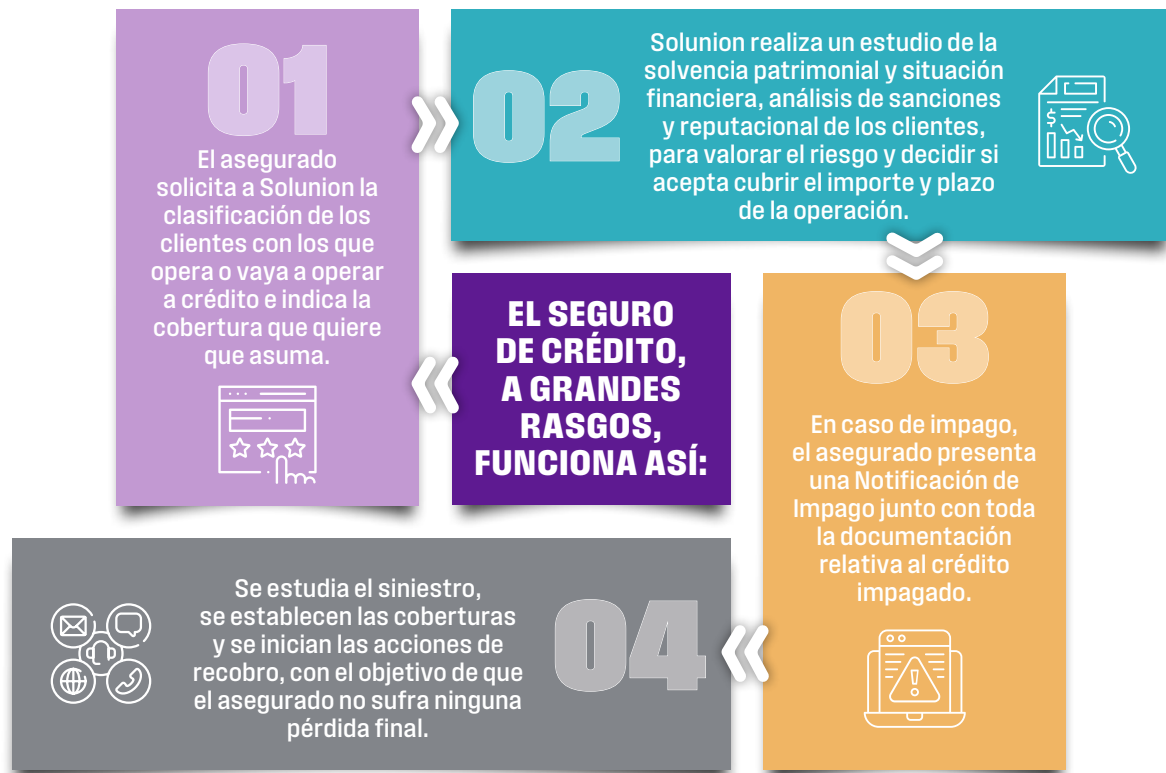 EL SEGURO
DE CRÉDITO,
A GRANDES
RASGOS,
FUNCIONA ASÍ:
01
El asegurado
solicita a Solunion la
clasificación de los
clientes con los que
opera o vaya a operar
a crédito e indica la
cobertura que quiere
que asuma.
02
Solunion realiza un estudio de la
solvencia patrimonial y situación
financiera, análisis de sanciones
y reputacional de los clientes,
para valorar el riesgo y decidir si
acepta cubrir el importe y plazo
de la operación.
$
03
En caso de impago,
el asegurado presenta
una Notificación de
Impago junto con toda
la documentación
relativa al crédito
impagado.
04
Se estudia el siniestro,
se establecen las coberturas
y se inician las acciones de
recobro, con el objetivo de que
el asegurado no sufra ninguna
pérdida final.